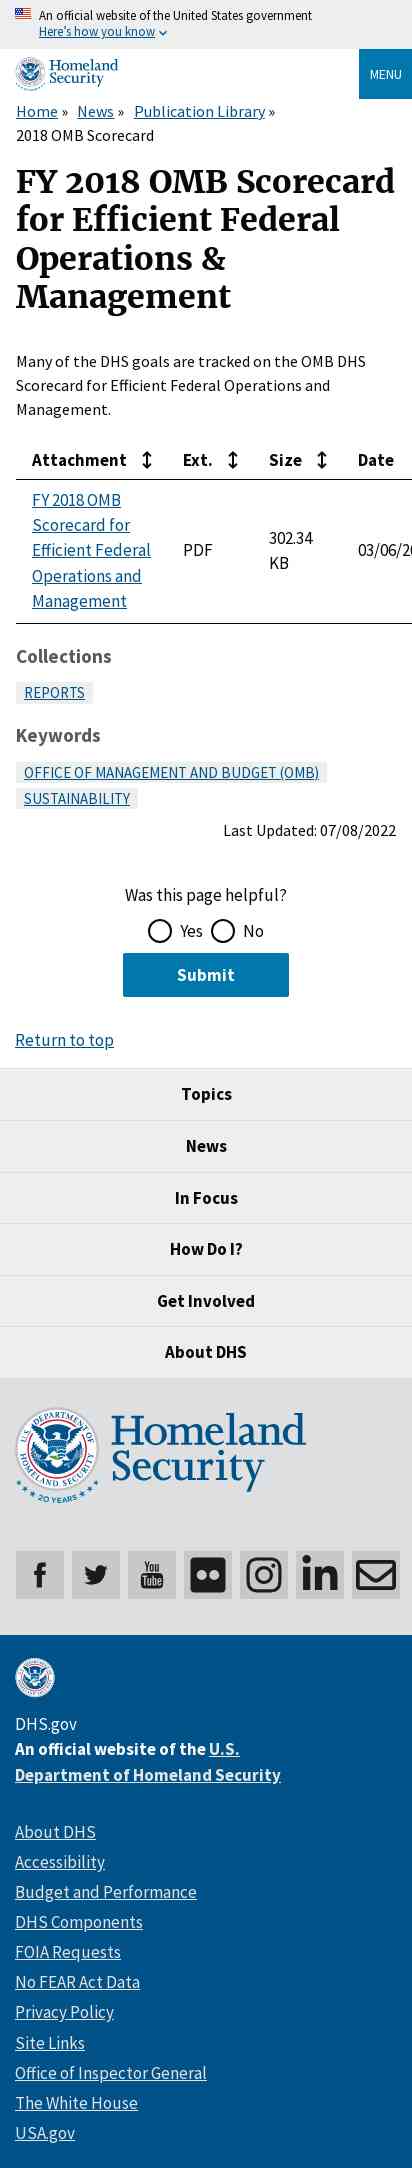 An official website of the United States government
Here's how you know
Homeland
Security
MENU
Home » News » Publication Library »
2018 OMB Scorecard
FY 2018 OMB Scorecard
for Efficient Federal
Operations &
Management
Many of the DHS goals are tracked on the OMB DHS
Scorecard for Efficient Federal Operations and
Management.
Attachment Ext. Size Date
FY 2018 OMB
Scorecard for
Efficient Federal
Operations and
Management
PDF
302.34
KB
03/06/20
Collections
REPORTS
Keywords
OFFICE OF MANAGEMENT AND BUDGET (OMB)
SUSTAINABILITY
Last Updated: 07/08/2022
Was this page helpful?
Yes No
Submit
Return to top
Topics
News
In Focus
How Do I?
Get Involved
About DHS
U.S. DEPARTMENT OF HOMELAND SECURITY
20 YEARS
Homeland
Security
You
Tube
DHS.gov
An official website of the U.S.
Department of Homeland Security
About DHS
Accessibility
Budget and Performance
DHS Components
FOIA Requests
No FEAR Act Data
Privacy Policy
Site Links
Office of Inspector General
The White House
USA.gov